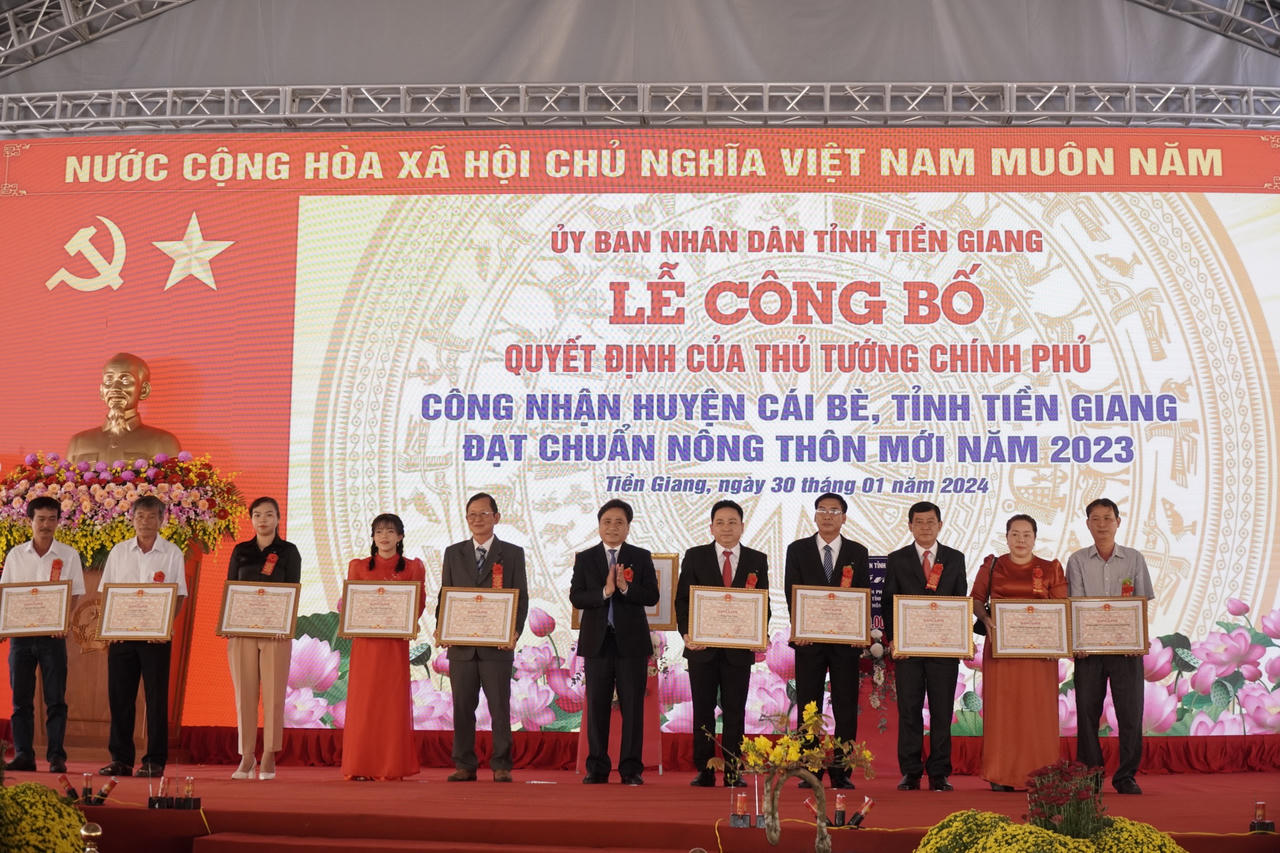 NƯỚC CỘNG HÒA XÃ HỘI CHỦ NGHĨA VIỆT NAM MUÔN NĂM
ỦY BAN NHÂN DÂN TỈNH TIỀN GIANG
LỄ CÔNG BỐ
QUYẾT ĐỊNH CỦA THỦ TƯỚNG CHÍNH PHỦ
CÔNG NHẬN HUYỆN CÁI BÈ, TỈNH TIỀN GIANG
ĐẠT CHUẨN NÔNG THÔN MỚI NĂM 2023
Tiền Giang, ngày 30 tháng 01 năm 2024